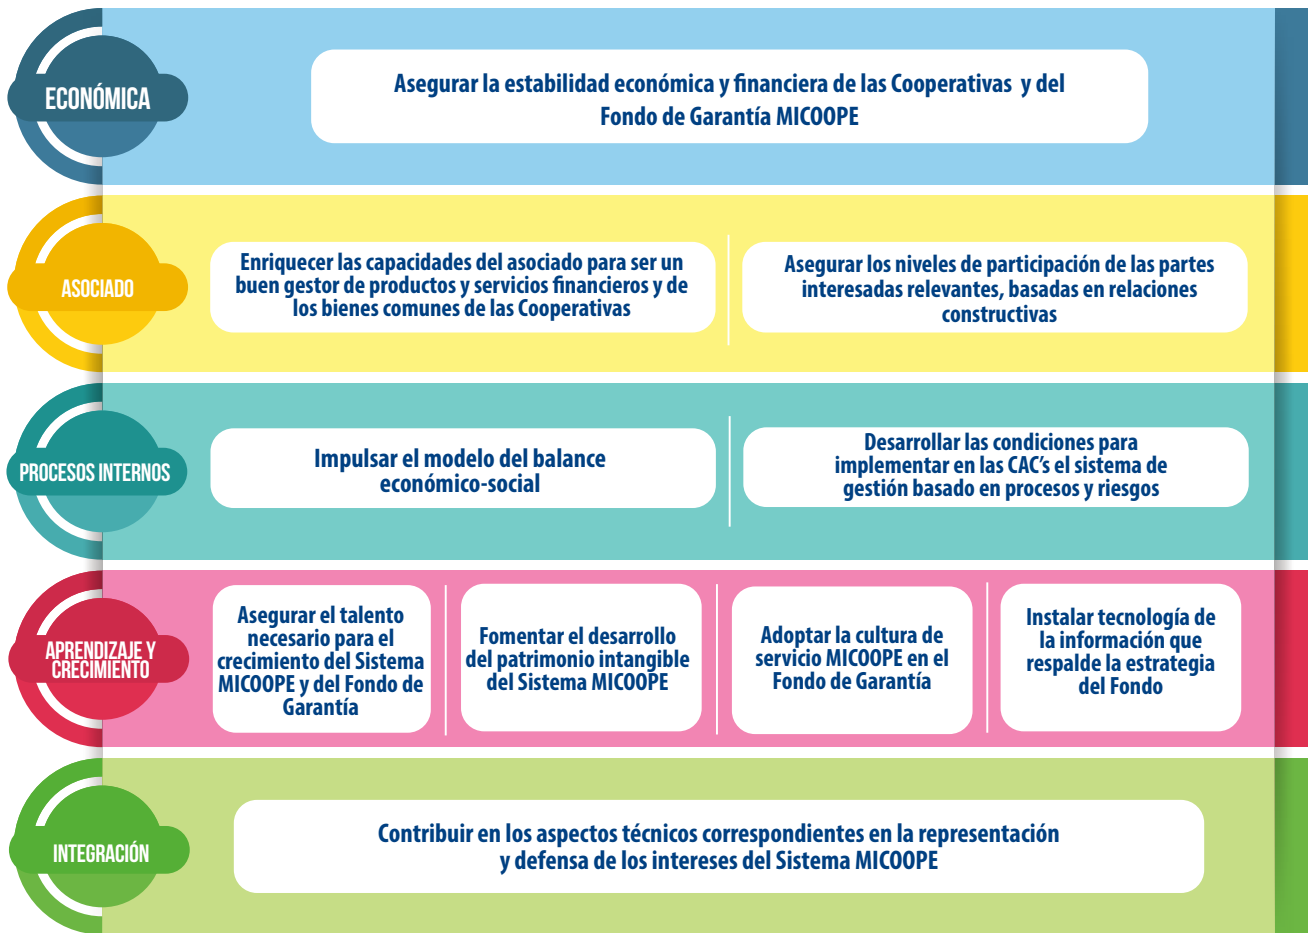 ECONÓMICA
Asegurar la estabilidad económica y financiera de las Cooperativas y del
Fondo de Garantía MICOOPE
ASOCIADO
Enriquecer las capacidades del asociado para ser un
buen gestor de productos y servicios financieros y de
los bienes comunes de las Cooperativas
Asegurar los niveles de participación de las partes
interesadas relevantes, basadas en relaciones
constructivas
PROCESOS INTERNOS
Impulsar el modelo del balance
económico-social
Desarrollar las condiciones para
implementar en las CAC's el sistema de
gestión basado en procesos y riesgos
APRENDIZAJE Y
CRECIMIENTO
Asegurar el talento
necesario para el
crecimiento del Sistema
MICOOPE y del Fondo de
Garantía
Fomentar el desarrollo
del patrimonio intangible
del Sistema MICOOPE
Adoptar la cultura de
servicio MICOOPE en el
Fondo de Garantía
Instalar tecnología de
la información que
respalde la estrategia
del Fondo
INTEGRACIÓN
Contribuir en los aspectos técnicos correspondientes en la representación
y defensa de los intereses del Sistema MICOOPE